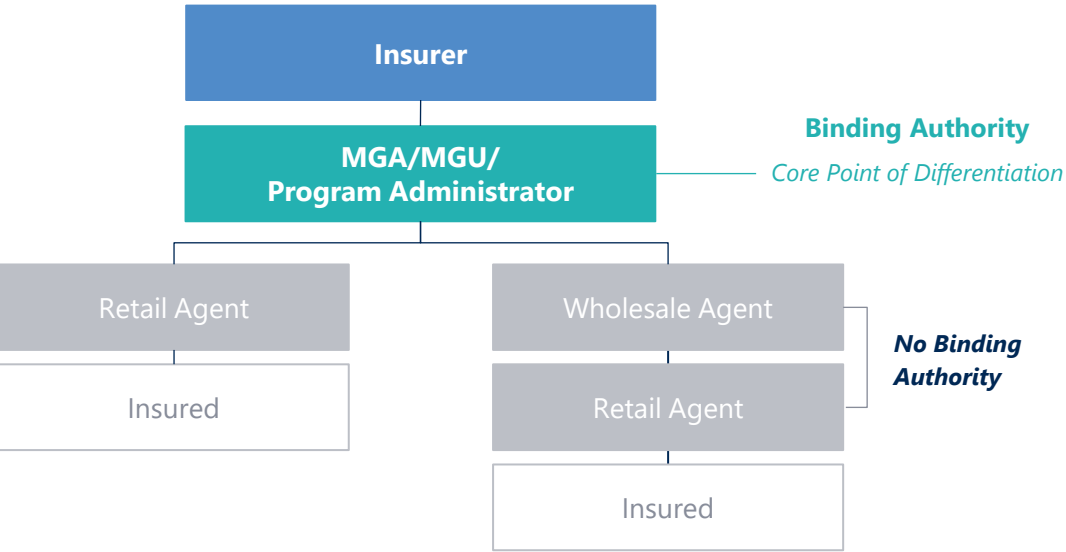 Insurer
MGA/MGU/
Program Administrator
Binding Authority
Core Point of Differentiation
Retail Agent
Insured
Wholesale Agent
Retail Agent
Insured
No Binding
Authority